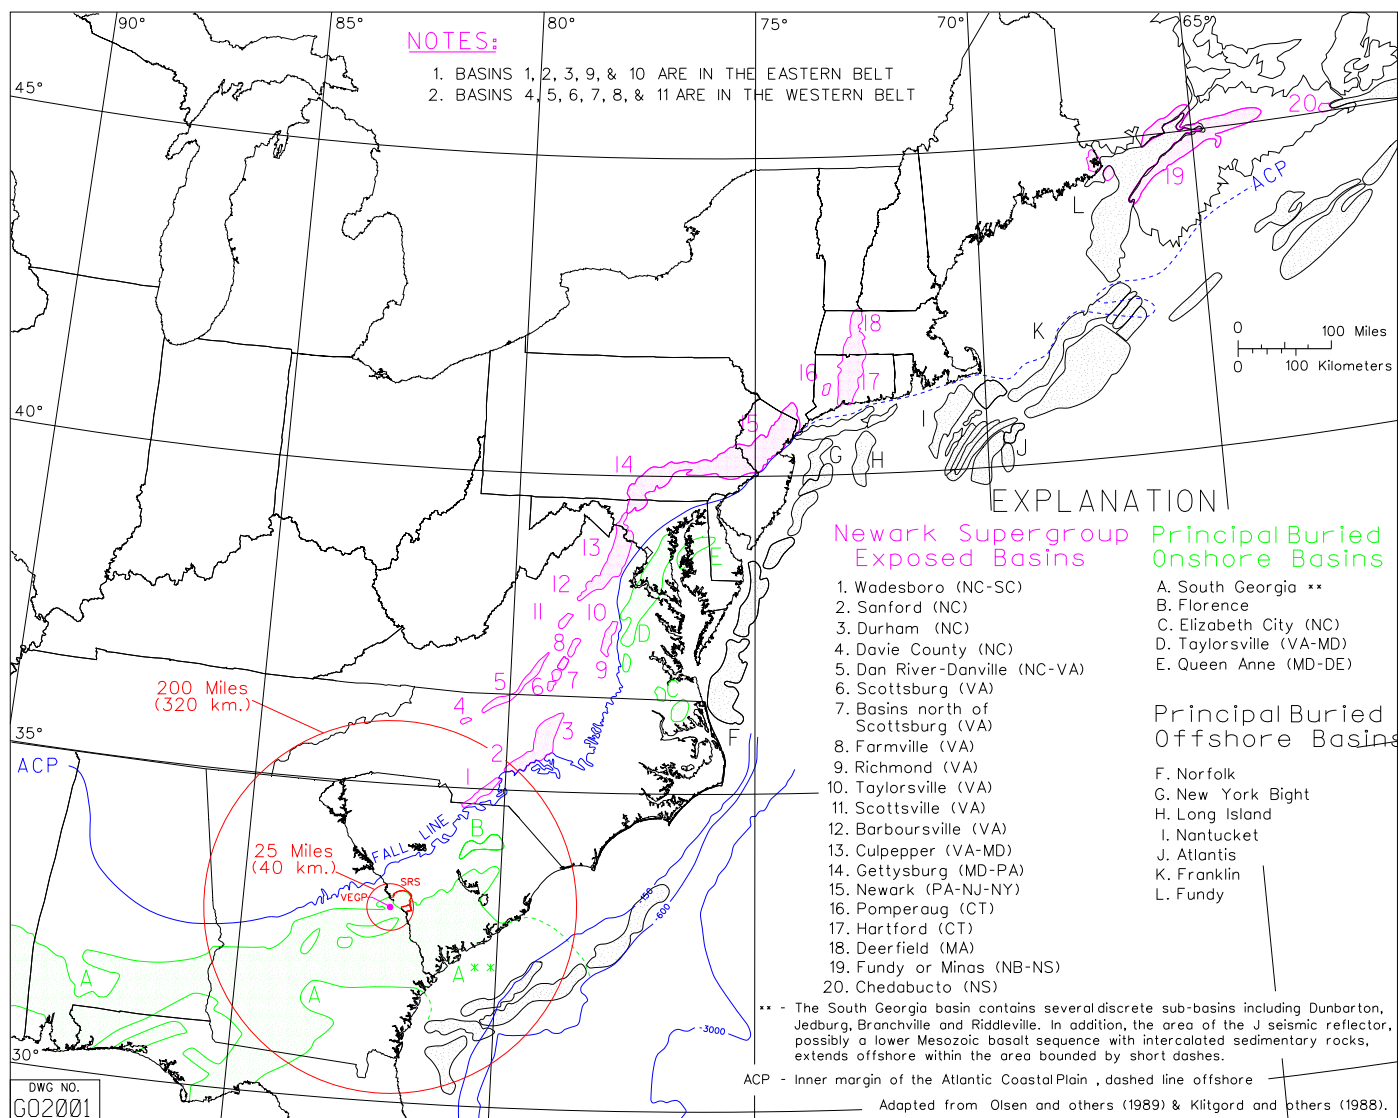 90°
85°
80°
75°
70°
65°
NOTES:
1. BASINS 1, 2, 3, 9, & 10 ARE IN THE EASTERN BELT
2. BASINS 4, 5, 6, 7, 8, & 11 ARE IN THE WESTERN BELT
45°
20
19
L
ACP
K
0 100 Miles
0 100 Kilometers
18
16
17
40°
15
14
I
J
G
H
13
12
11
10
E
D
8
9
7
6
5
4
C
3
2
1
F
35°
200 Miles
(320 km.)
ACP
FALL LINE
B
25 Miles
(40 km.)
SRS
VEGP
A
A
A **
-150
-600
-3000
30°
EXPLANATION
Newark Supergroup
Exposed Basins
1. Wadesboro (NC-SC)
2. Sanford (NC)
3. Durham (NC)
4. Davie County (NC)
5. Dan River-Danville (NC-VA)
6. Scottsburg (VA)
7. Basins north of
Scottsburg (VA)
8. Farmville (VA)
9. Richmond (VA)
10. Taylorsville (VA)
11. Scottsville (VA)
12. Barboursville (VA)
13. Culpepper (VA-MD)
14. Gettysburg (MD-PA)
15. Newark (PA-NJ-NY)
16. Pomperaug (CT)
17. Hartford (CT)
18. Deerfield (MA)
19. Fundy or Minas (NB-NS)
20. Chedabucto (NS)
Principal Buried
Onshore Basins
A. South Georgia **
B. Florence
C. Elizabeth City (NC)
D. Taylorsville (VA-MD)
E. Queen Anne (MD-DE)
Principal Buried
Offshore Basins
F. Norfolk
G. New York Bight
H. Long Island
I. Nantucket
J. Atlantis
K. Franklin
L. Fundy
** - The South Georgia basin contains several discrete sub-basins including Dunbarton,
Jedburg, Branchville and Riddleville. In addition, the area of the J seismic reflector,
possibly a lower Mesozoic basalt sequence with intercalated sedimentary rocks,
extends offshore within the area bounded by short dashes.
ACP - Inner margin of the Atlantic Coastal Plain , dashed line offshore
Adapted from Olsen and others (1989) & Klitgord and others (1988).
DWG NO.
G02001